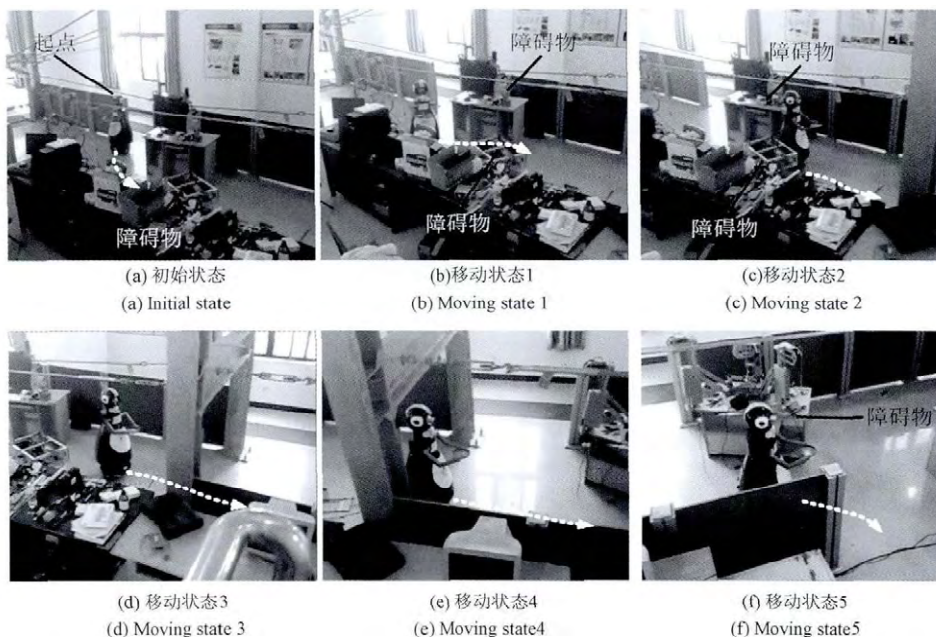 起点
障碍物
障碍物
障碍物
障碍物
障碍物
(a) 初始状态
(b)移动状态1
(c)移动状态2
(a) Initial state
(b) Moving state 1
(c) Moving state 2
障碍物
(d) 移动状态3
(e) 移动状态4
(f) 移动状态5
(d) Moving state 3
(e) Moving state4
(f) Moving state5